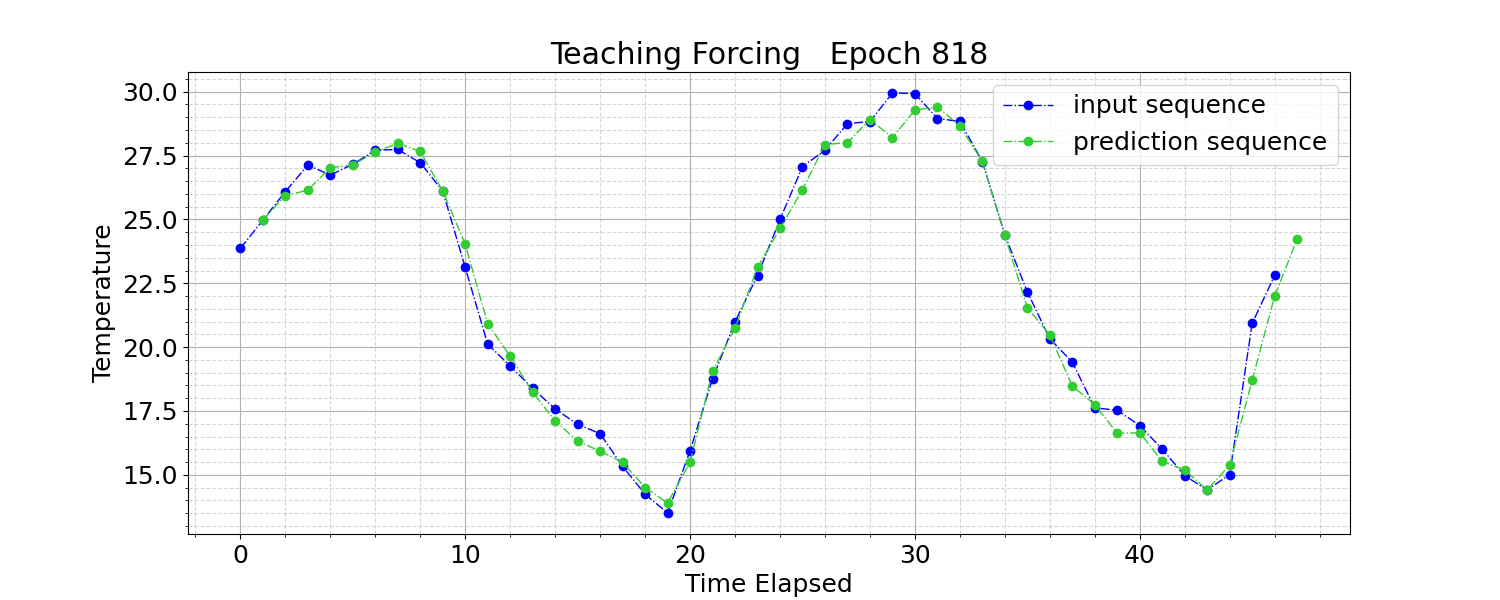 Teaching Forcing   Epoch 818
30.0
27.5
25.0
22.5
20.0
17.5
15.0
Temperature
input sequence
prediction sequence
0 10 20 30 40
Time Elapsed